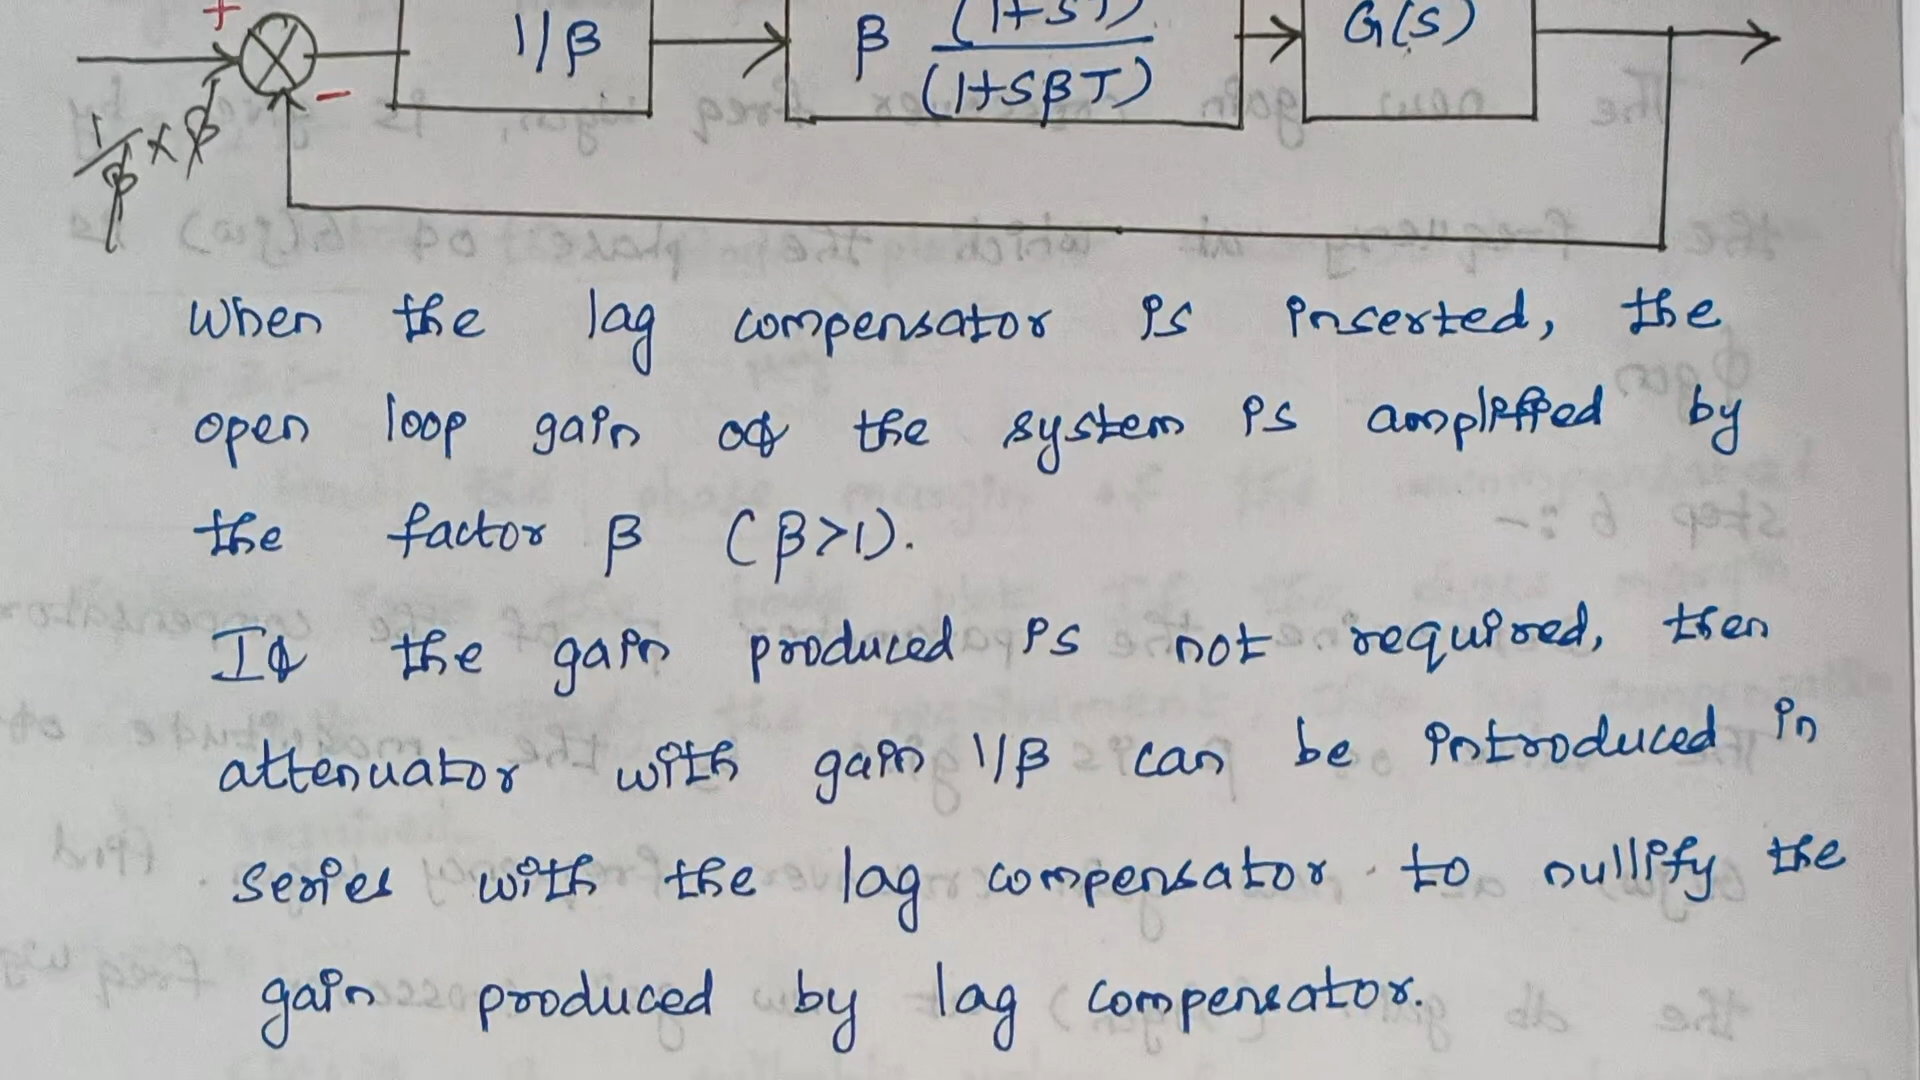 +
1/β
β (1+ST)
(1+SβT)
G(S)
-
1/β × β
When the lag compensator is inserted, the
open loop gain of the system is amplified by
the factor β (β>1).
If the gain produced is not required, then
attenuator with gain 1/β can be introduced in
series with the lag compensator to nullify the
gain produced by lag compensator.